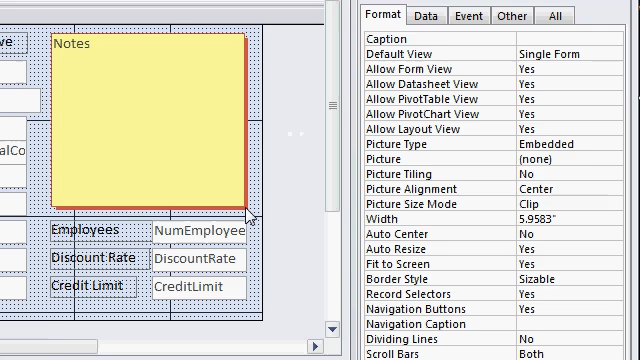 ve
Notes
alCo
Employees NumEmployee
Discount Rate DiscountRate
Credit Limit CreditLimit
Format Data Event Other All
Caption
Default View Single Form
Allow Form View Yes
Allow Datasheet View Yes
Allow PivotTable View Yes
Allow PivotChart View Yes
Allow Layout View Yes
Picture Type Embedded
Picture (none)
Picture Tiling No
Picture Alignment Center
Picture Size Mode Clip
Width 5.9583"
Auto Center No
Auto Resize Yes
Fit to Screen Yes
Border Style Sizable
Record Selectors Yes
Navigation Buttons Yes
Navigation Caption
Dividing Lines No
Scroll Bars Both